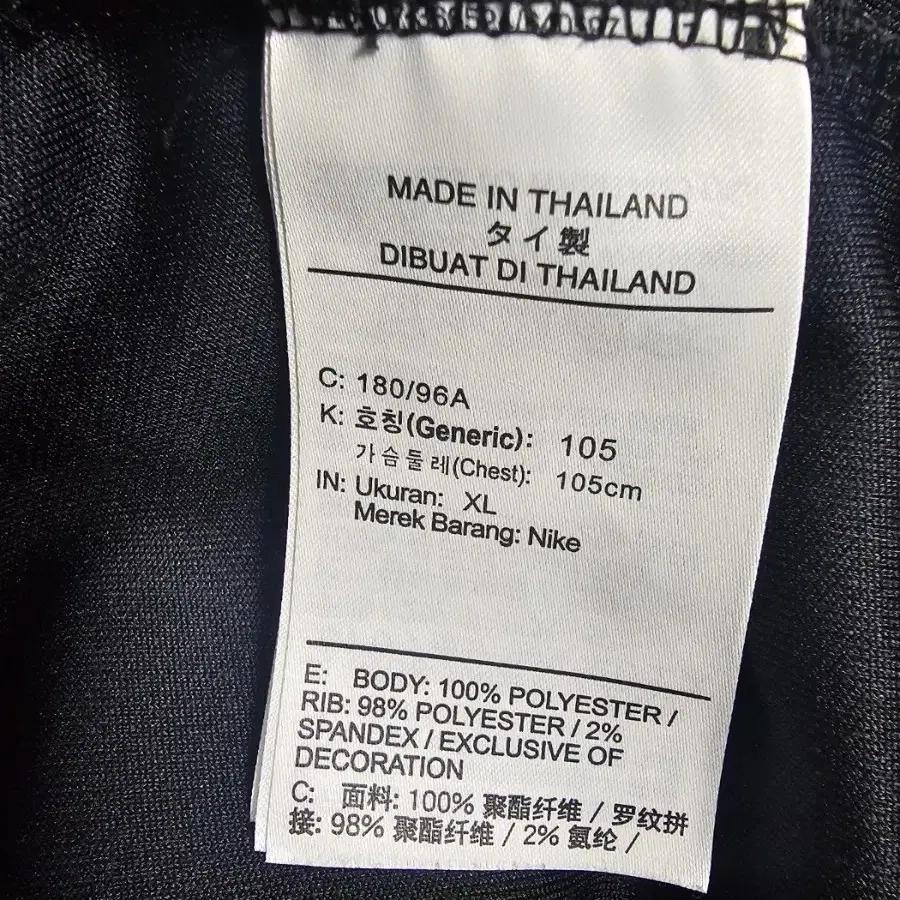 MADE IN THAILAND
タイ製
DIBUAT DI THAILAND
C: 180/96A
K: 호칭(Generic): 105
가슴둘레(Chest): 105cm
IN: Ukuran: XL
Merek Barang: Nike
E: BODY: 100% POLYESTER /
RIB: 98% POLYESTER / 2%
SPANDEX / EXCLUSIVE OF
DECORATION
C: 面料: 100% 聚酯纤维 / 罗纹拼
接: 98% 聚酯纤维 / 2% 氨纶 /